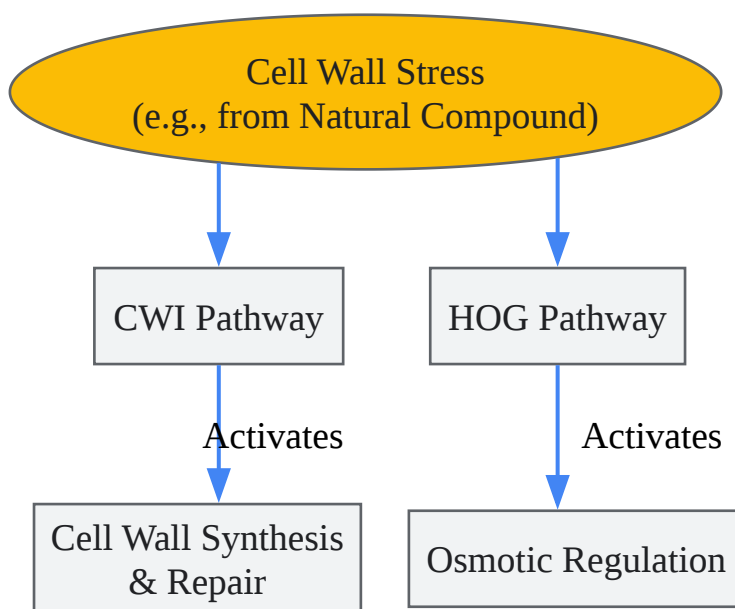 Cell Wall Stress
(e.g., from Natural Compound)
CWI Pathway
HOG Pathway
Activates
Activates
Cell Wall Synthesis
& Repair
Osmotic Regulation